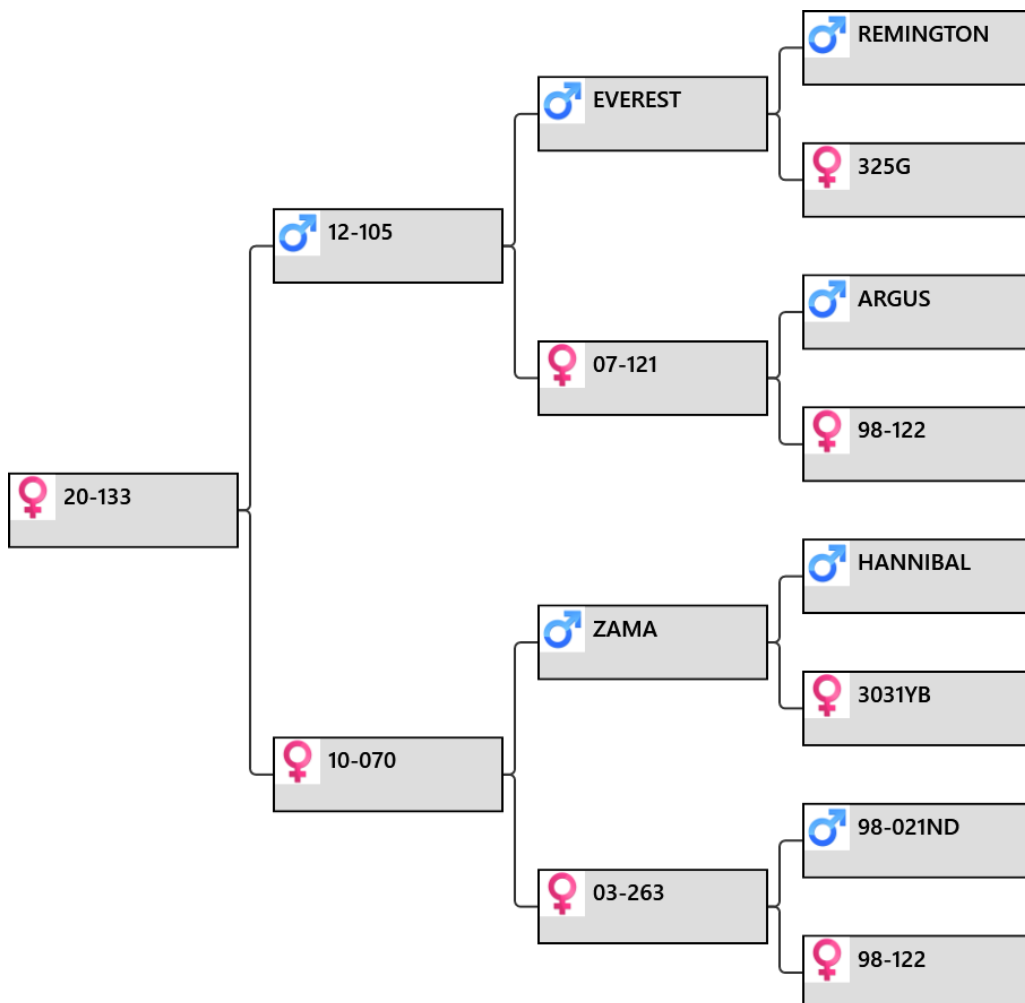 REMINGTON
EVEREST
325G
12-105
ARGUS
07-121
98-122
20-133
HANNIBAL
ZAMA
3031YB
10-070
98-021ND
03-263
98-122